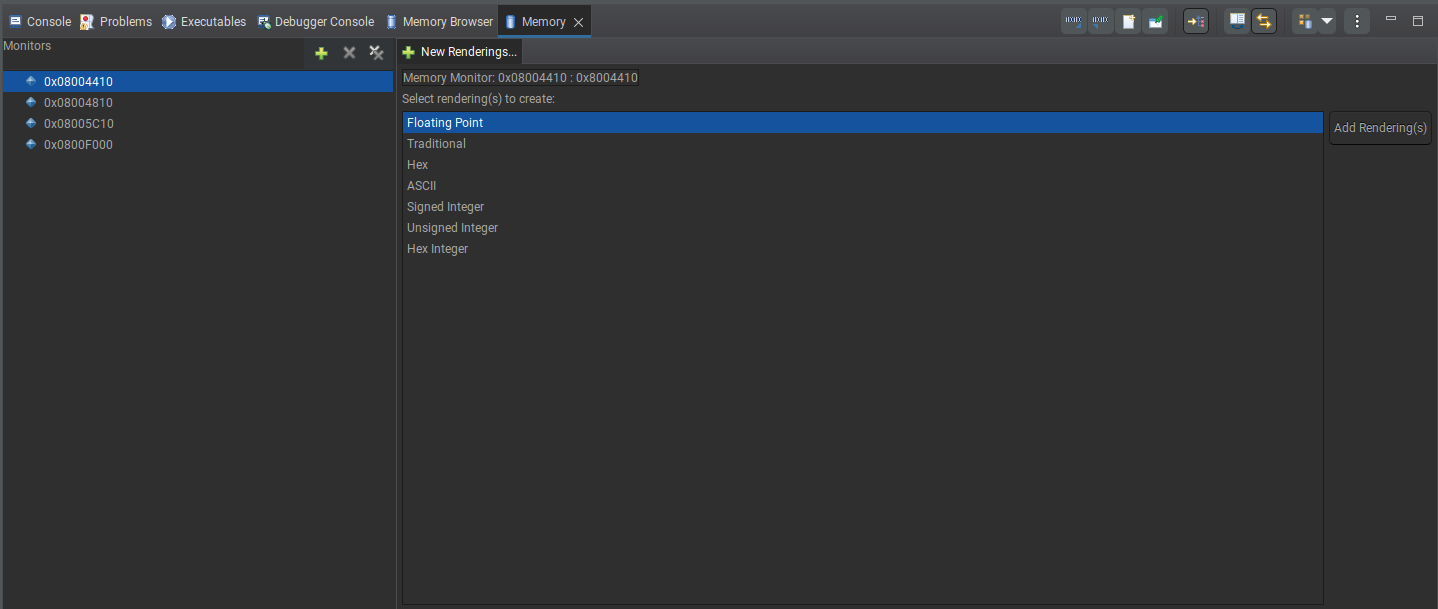 Console Problems Executables Debugger Console Memory Browser Memory
Monitors
New Renderings...
0x08004410
0x08004810
0x08005C10
0x0800F000
Memory Monitor: 0x08004410 : 0x8004410
Select rendering(s) to create:
Floating Point
Traditional
Hex
ASCII
Signed Integer
Unsigned Integer
Hex Integer
Add Rendering(s)